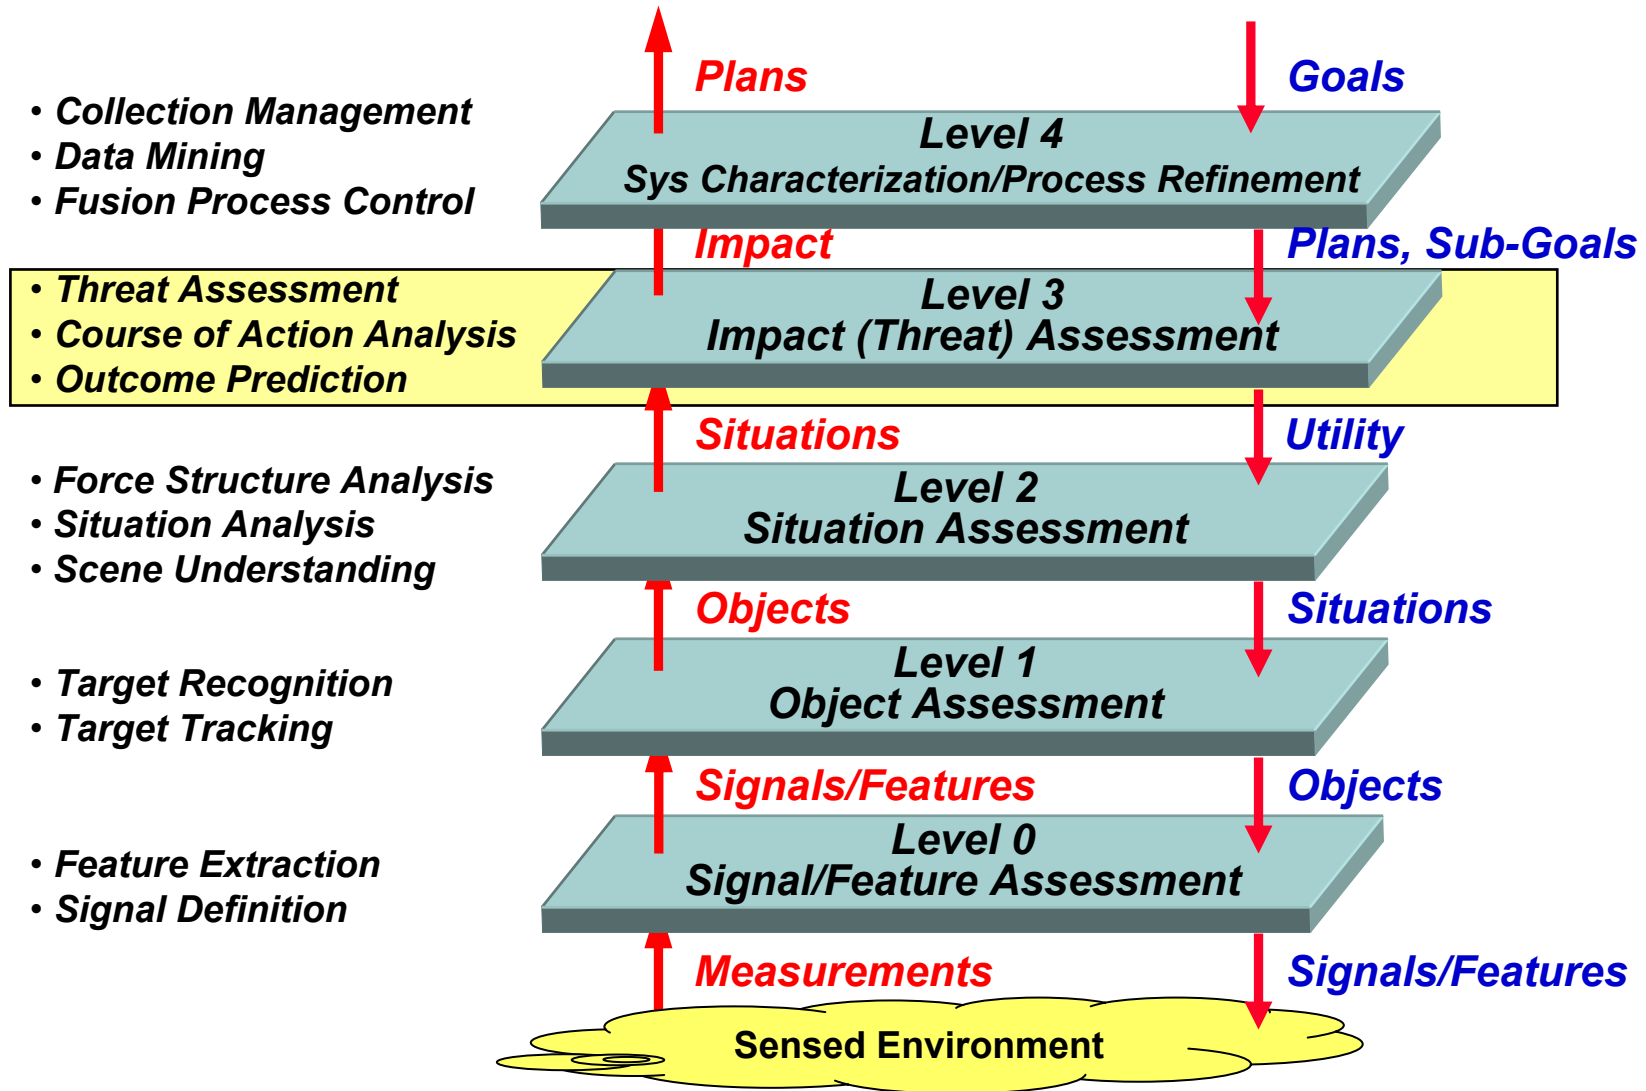 Plans
Goals
• Collection Management
• Data Mining
• Fusion Process Control
Level 4
Sys Characterization/Process Refinement
Impact
Plans, Sub-Goals
• Threat Assessment
• Course of Action Analysis
• Outcome Prediction
Level 3
Impact (Threat) Assessment
Situations
Utility
• Force Structure Analysis
• Situation Analysis
• Scene Understanding
Level 2
Situation Assessment
Objects
Situations
• Target Recognition
• Target Tracking
Level 1
Object Assessment
Signals/Features
Objects
• Feature Extraction
• Signal Definition
Level 0
Signal/Feature Assessment
Measurements
Signals/Features
Sensed Environment